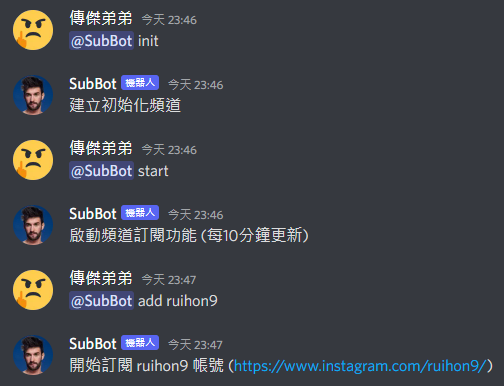 傳傑弟弟 今天 23:46
@SubBot init
SubBot 機器人 今天 23:46
建立初始化頻道
傳傑弟弟 今天 23:46
@SubBot start
SubBot 機器人 今天 23:46
啟動頻道訂閱功能 (每10分鐘更新)
傳傑弟弟 今天 23:47
@SubBot add ruihon9
SubBot 機器人 今天 23:47
開始訂閱 ruihon9 帳號 (https://www.instagram.com/ruihon9/)